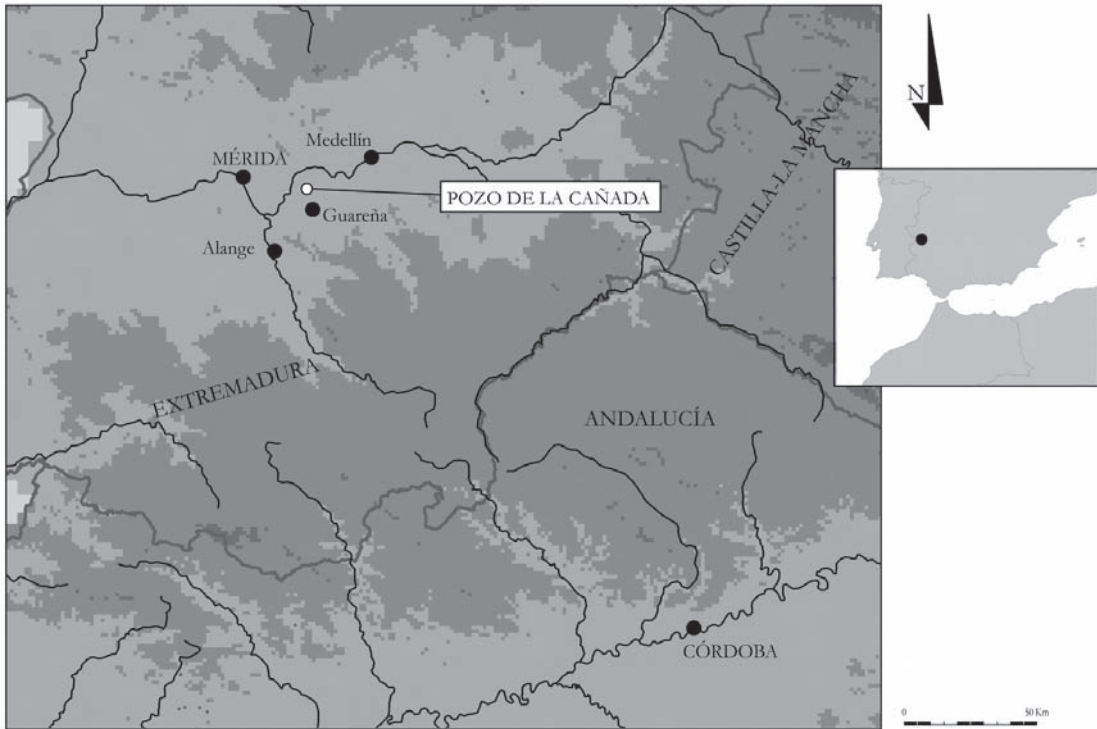 N
Medellín
MÉRIDA
POZO DE LA CAÑADA
Guareña
Alange
CASTILLA-LA MANCHA
EXTREMADURA
ANDALUCÍA
CÓRDOBA
0 50 Km